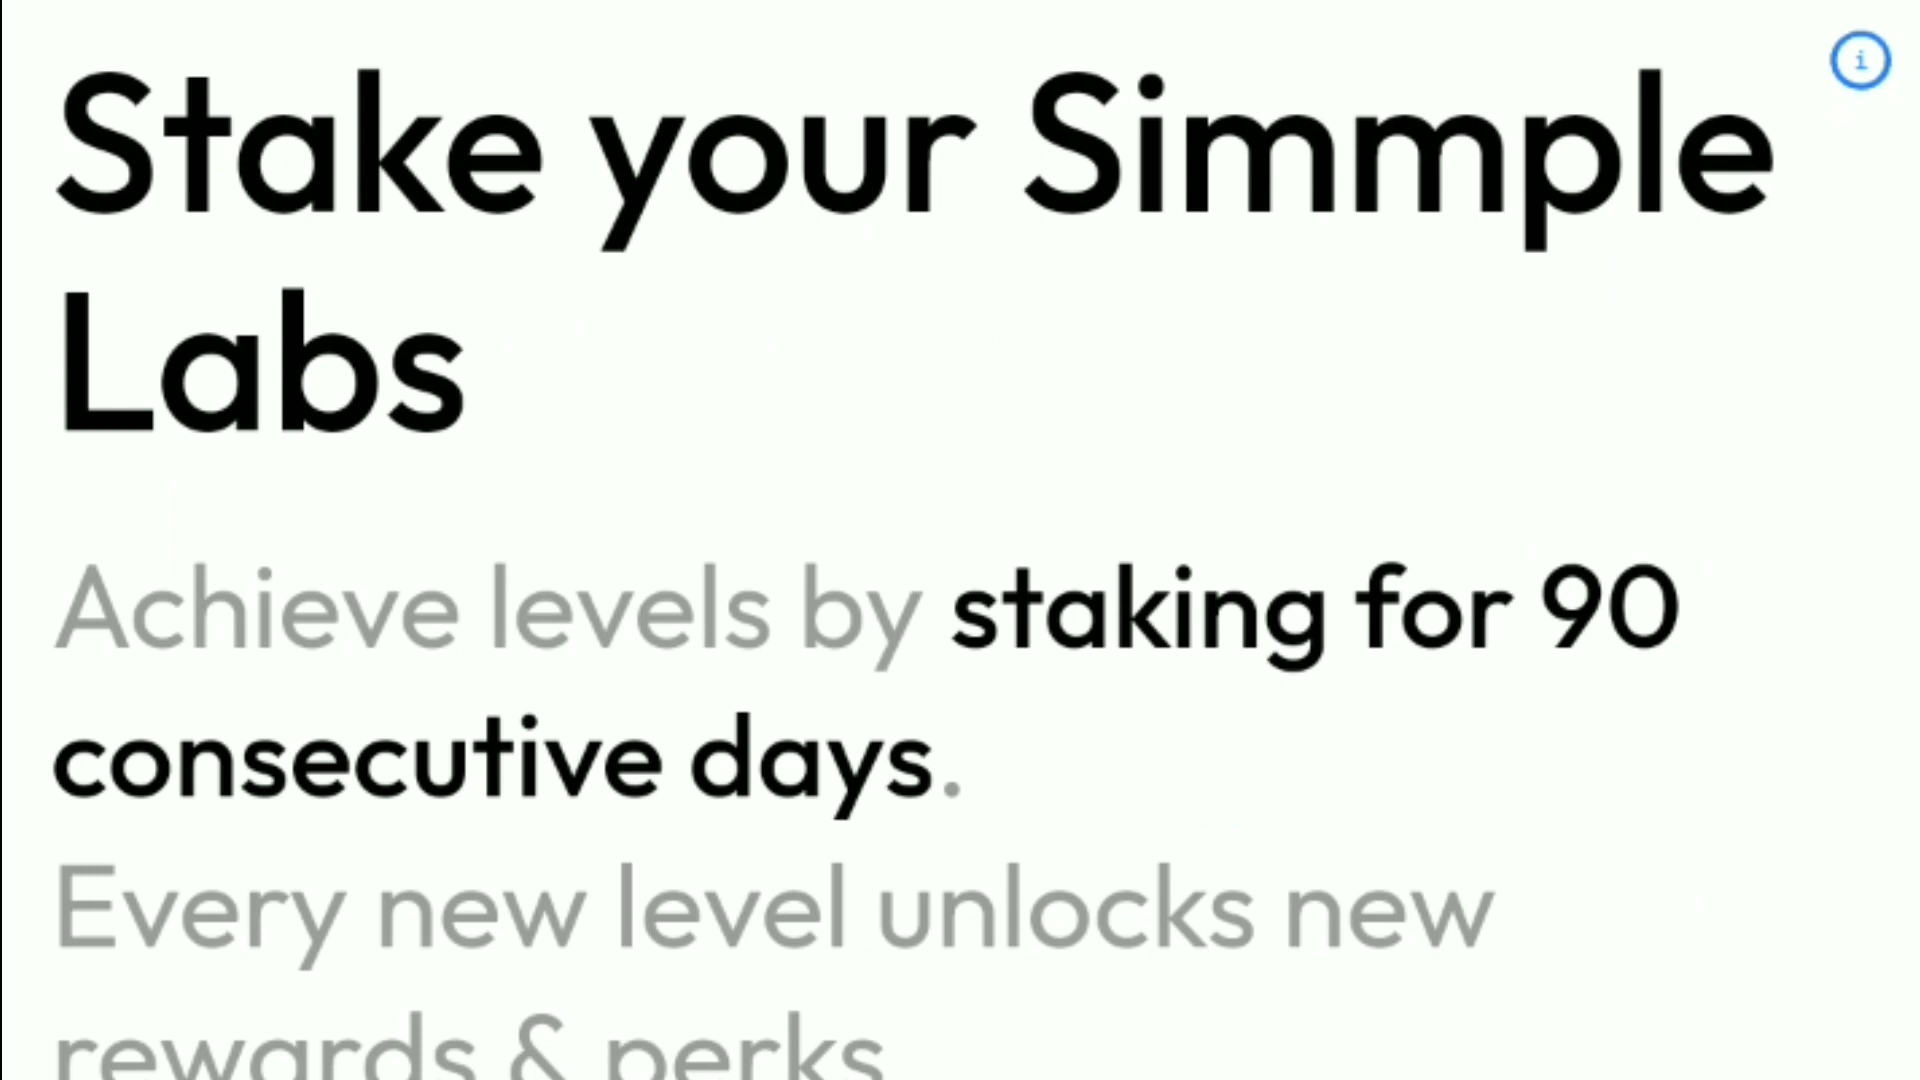 Stake your Simmple
Labs
Achieve levels by staking for 90
consecutive days.
Every new level unlocks new
rewards & perks
i